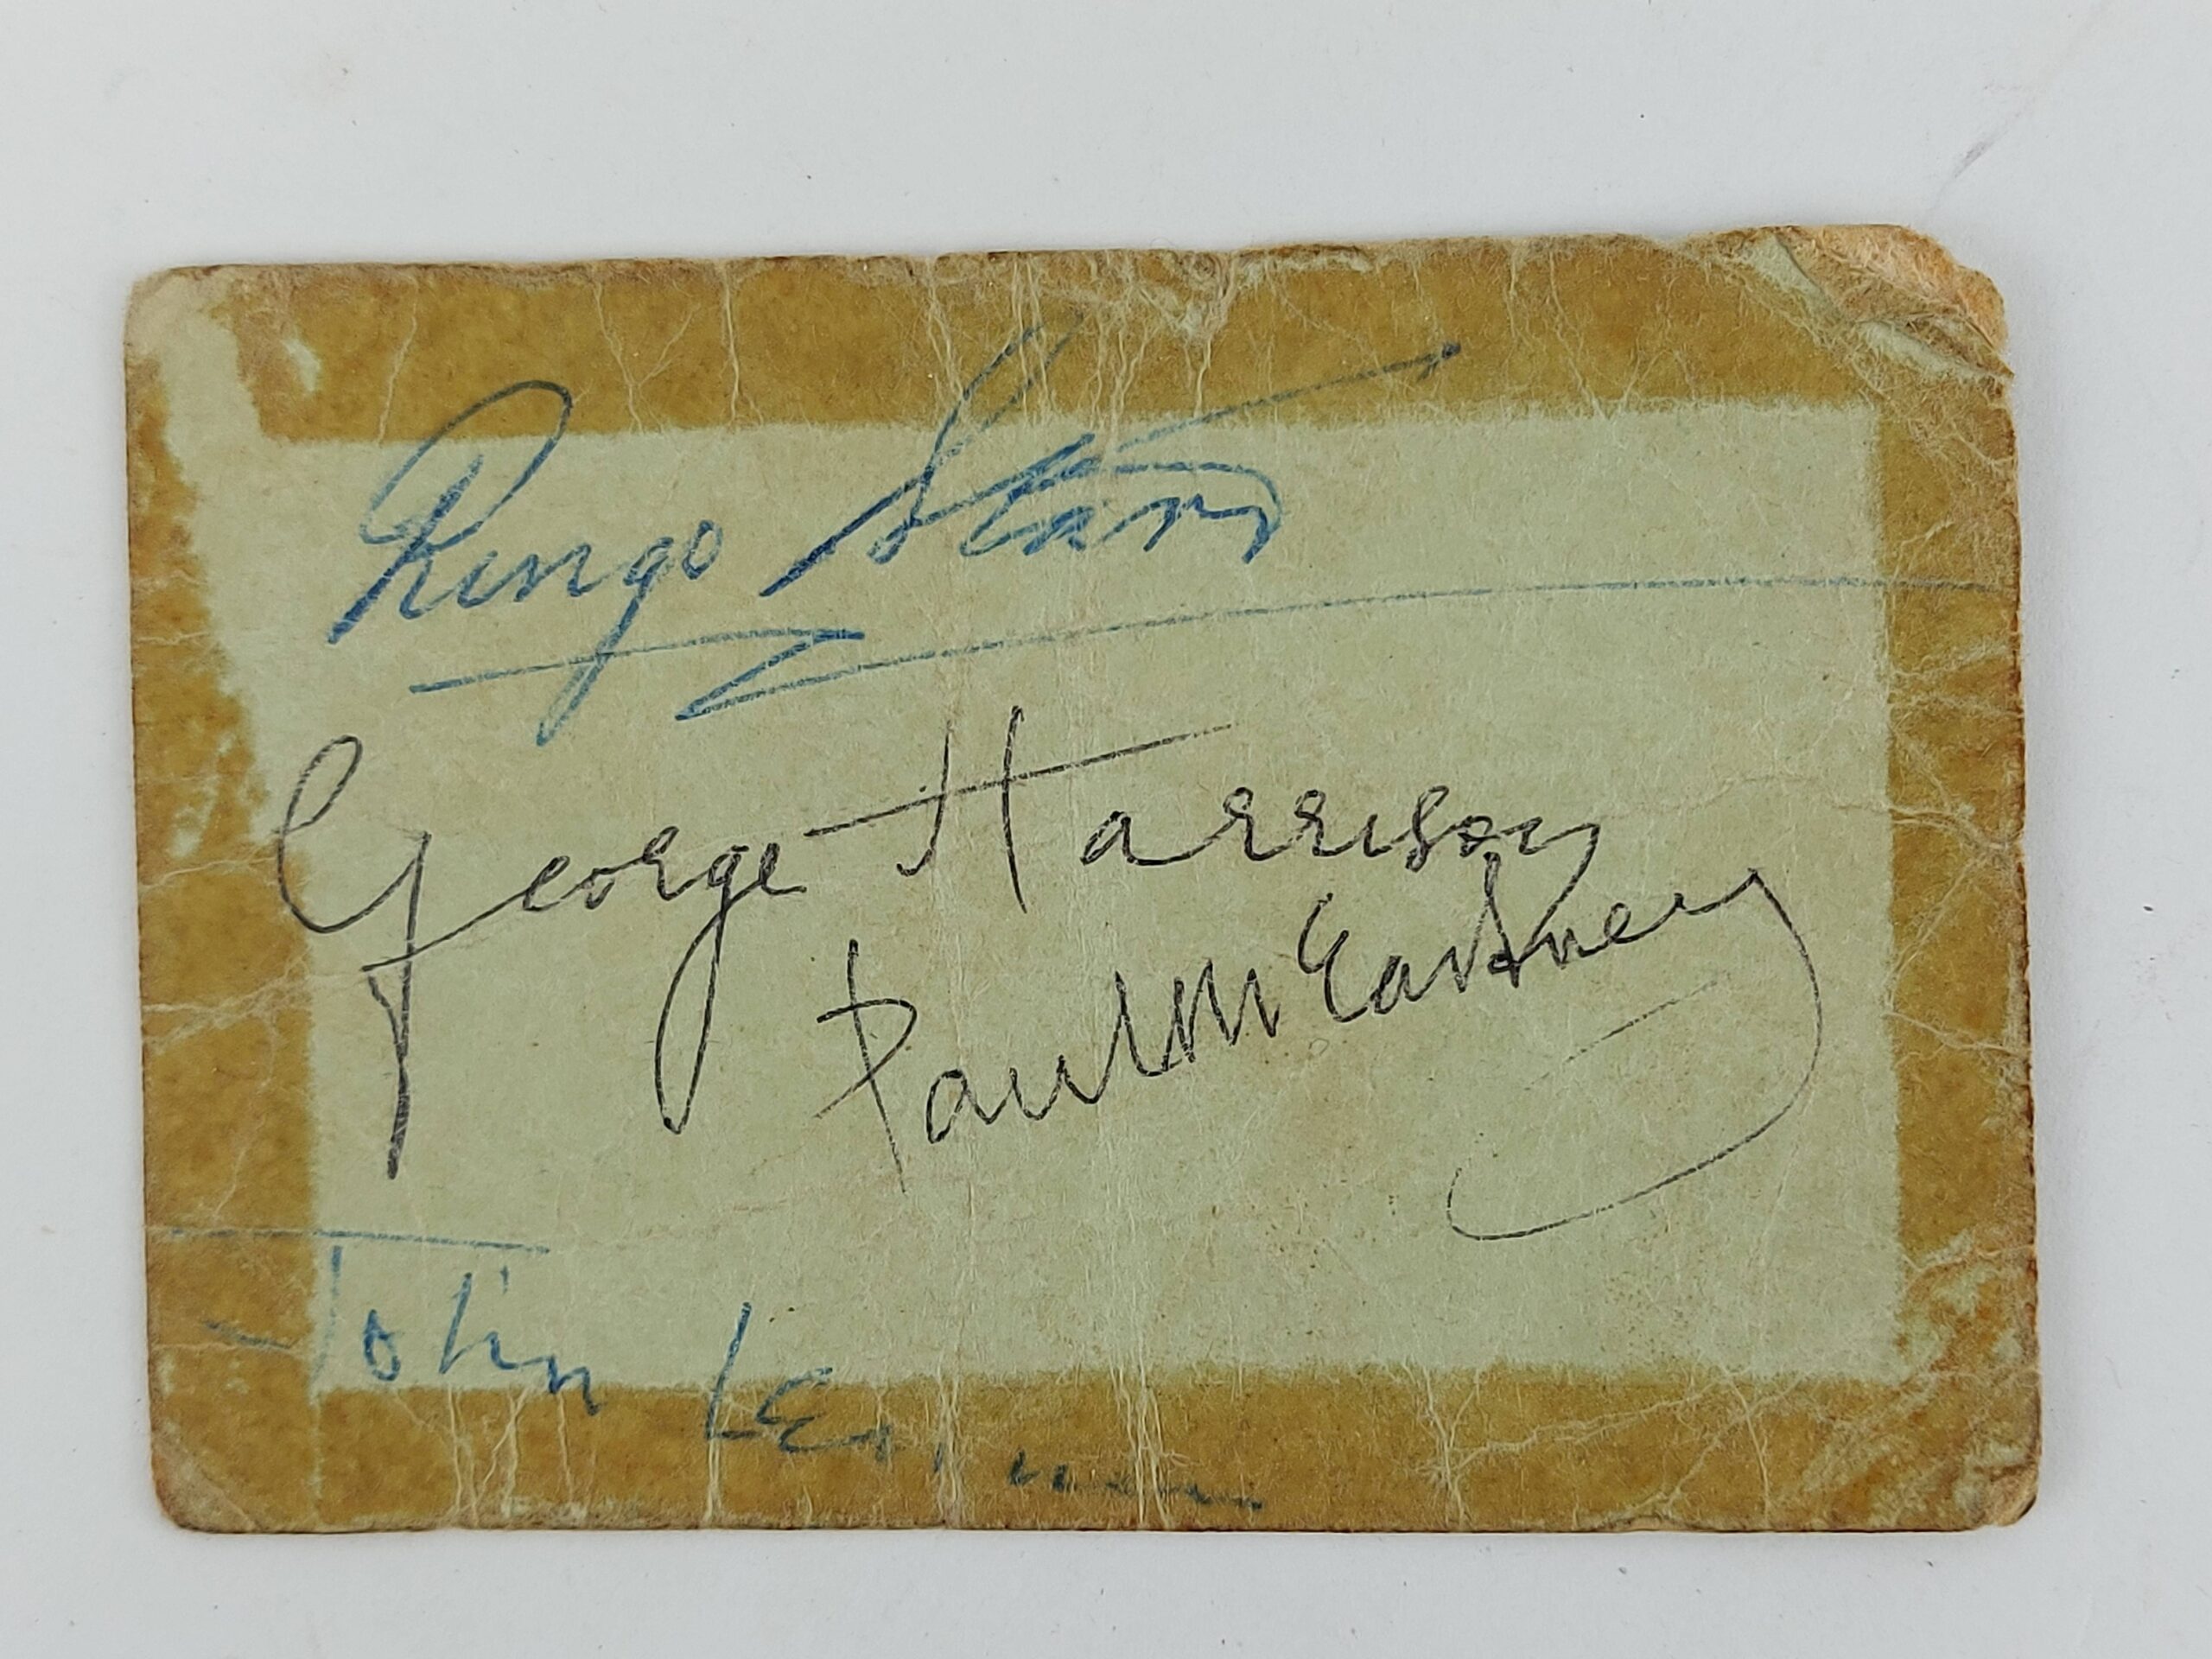 Ringo Starr
George Harrison
Paul McCartney
John Lennon